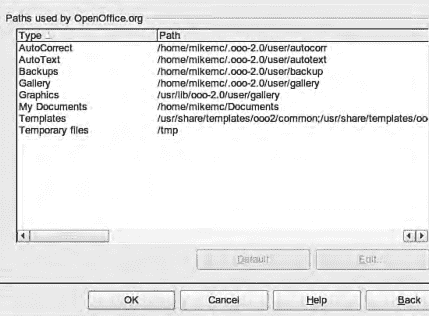 Paths used by OpenOffice.org
Type Path
AutoCorrect /home/mikemc/.ooo-2.0/user/autocorr
AutoText /home/mikemc/.ooo-2.0/user/autotext
Backups /home/mikemc/.ooo-2.0/user/backup
Gallery /home/mikemc/.ooo-2.0/user/gallery
Graphics /usr/lib/ooo-2.0/user/gallery
My Documents /home/mikemc/Documents
Templates /usr/share/templates/ooo2/common;/usr/share/templates/oo
Temporary files /tmp
Default Edit...
OK Cancel Help Back